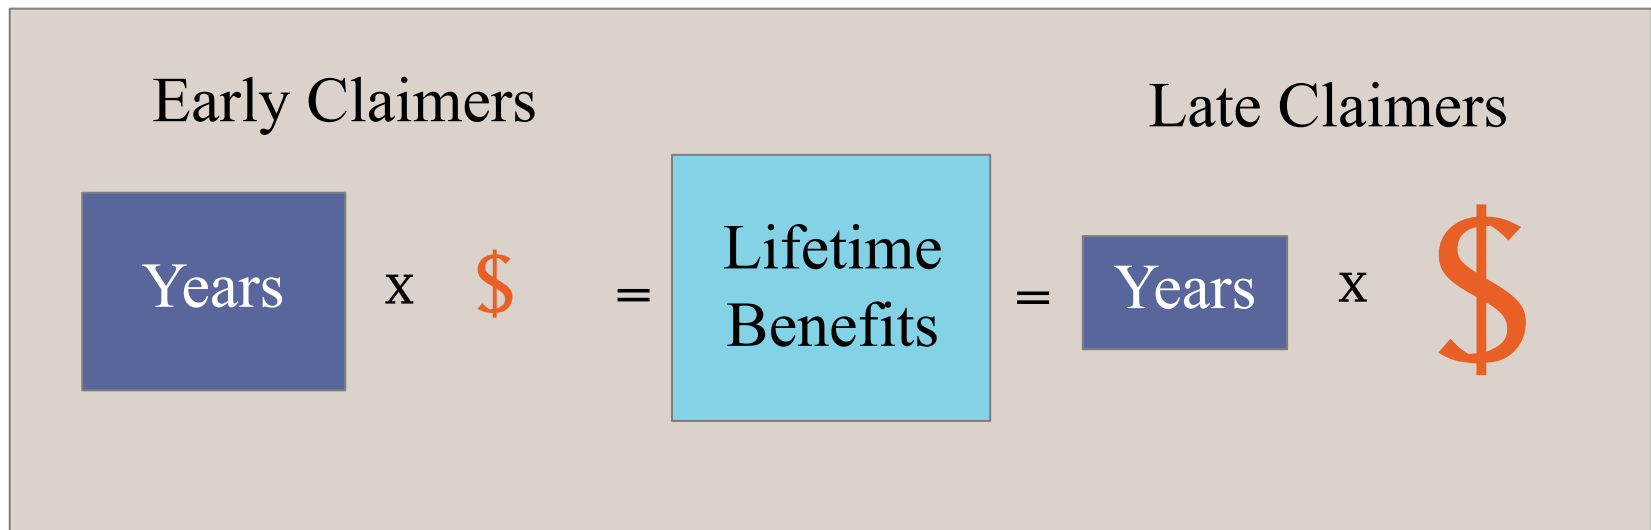 Early Claimers
Late Claimers
Years x $ = Lifetime Benefits = Years x $